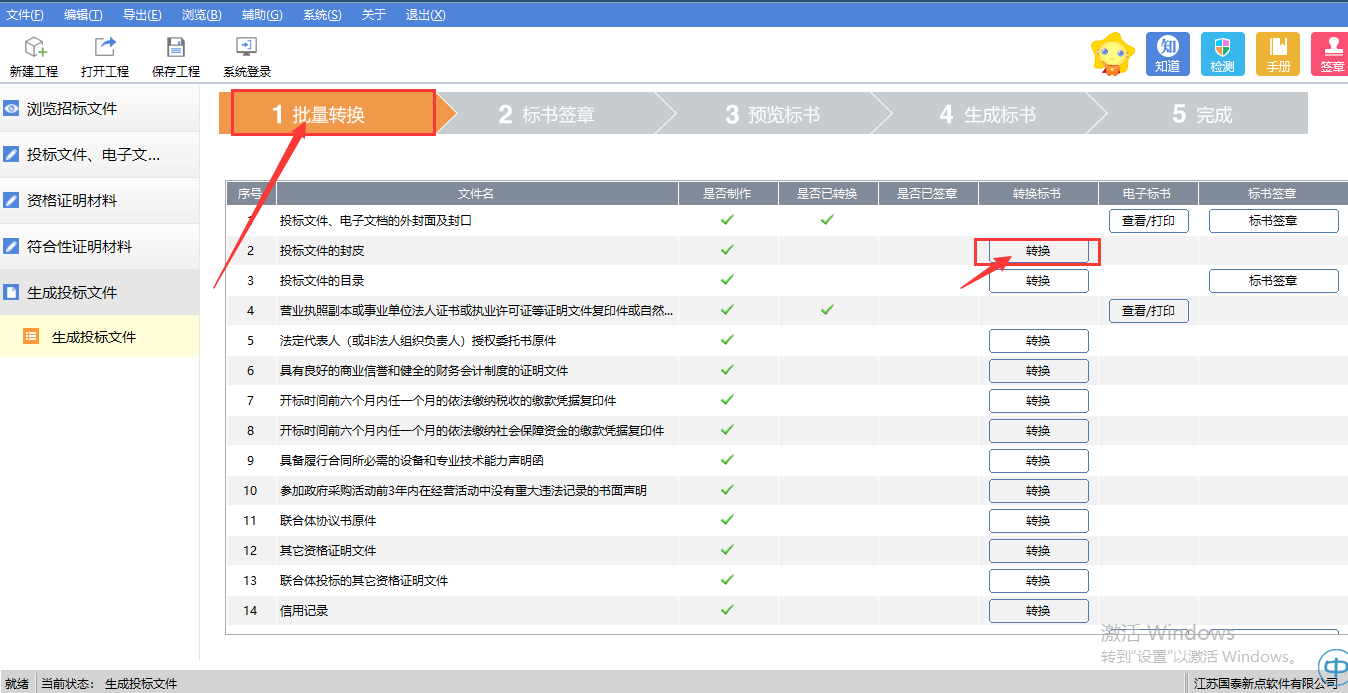 文件(F) 编辑(T) 导出(E) 浏览(B) 辅助(G) 系统(S) 关于 退出(X)
新建工程 打开工程 保存工程 系统登录
知
知道 检测 手册 签章
浏览招标文件
投标文件、电子文...
资格证明材料
符合性证明材料
生成投标文件
生成投标文件
1 批量转换 2 标书签章 3 预览标书 4 生成标书 5 完成
序号 文件名 是否制作 是否已转换 是否已签章 转换标书 电子标书 标书签章
1 投标文件、电子文档的外封面及封口 查看/打印 标书签章
2 投标文件的封皮 转换
3 投标文件的目录 转换 标书签章
4 营业执照副本或事业单位法人证书或执业许可证等证明文件复印件或自然... 查看/打印
5 法定代表人（或非法人组织负责人）授权委托书原件 转换
6 具有良好的商业信誉和健全的财务会计制度的证明文件 转换
7 开标时间前六个月内任一个月的依法缴纳税收的缴款凭据复印件 转换
8 开标时间前六个月内任一个月的依法缴纳社会保障资金的缴款凭据复印件 转换
9 具备履行合同所必需的设备和专业技术能力声明函 转换
10 参加政府采购活动前3年内在经营活动中没有重大违法记录的书面声明 转换
11 联合体协议书原件 转换
12 其它资格证明文件 转换
13 联合体投标的其它资格证明文件 转换
14 信用记录 转换
激活 Windows
转到"设置"以激活 Windows。
中
就绪 当前状态： 生成投标文件 江苏国泰新点软件有限公司